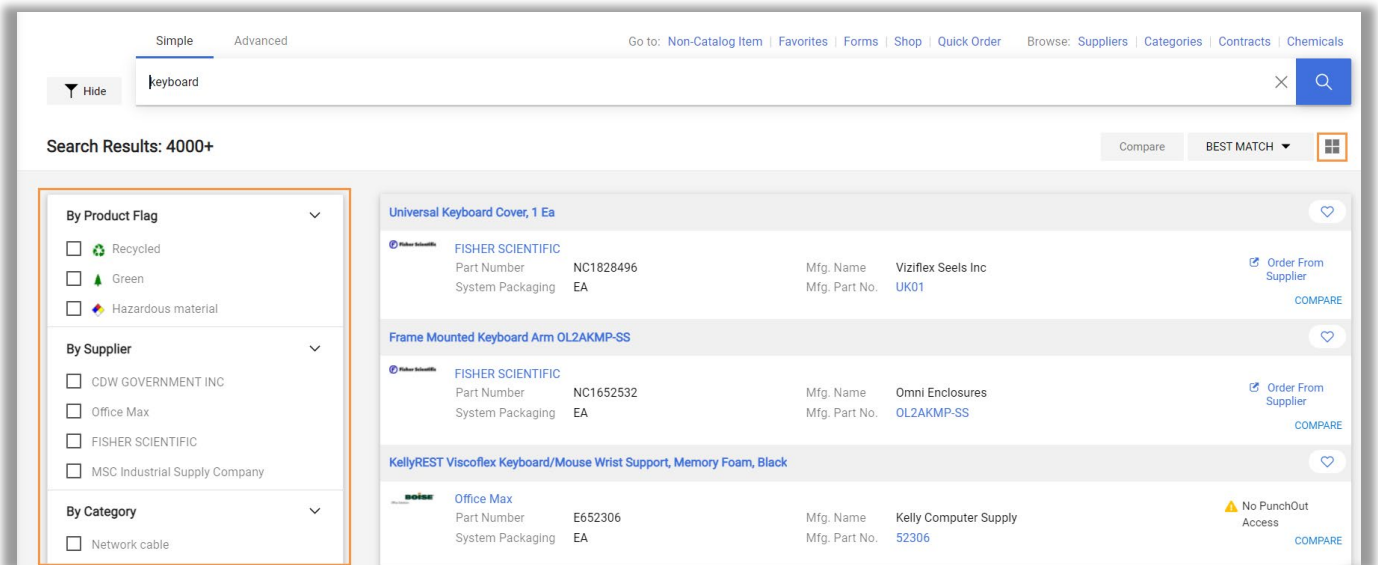 Simple Advanced Go to: Non-Catalog Item | Favorites | Forms | Shop | Quick Order Browse: Suppliers | Categories | Contracts | Chemicals
Hide keyboard
Search Results: 4000+ Compare BEST MATCH
By Product Flag
Recycled
Green
Hazardous material
By Supplier
CDW GOVERNMENT INC
Office Max
FISHER SCIENTIFIC
MSC Industrial Supply Company
By Category
Network cable
Universal Keyboard Cover, 1 Ea
Fisher Scientific FISHER SCIENTIFIC
Part Number NC1828496 Mfg. Name Viziflex Seels Inc
System Packaging EA Mfg. Part No. UK01
Order From
Supplier
COMPARE
Frame Mounted Keyboard Arm OL2AKMP-SS
Fisher Scientific FISHER SCIENTIFIC
Part Number NC1652532 Mfg. Name Omni Enclosures
System Packaging EA Mfg. Part No. OL2AKMP-SS
Order From
Supplier
COMPARE
KellyREST Viscoflex Keyboard/Mouse Wrist Support, Memory Foam, Black
BOISE Office Max
Part Number E652306 Mfg. Name Kelly Computer Supply
System Packaging EA Mfg. Part No. 52306
No PunchOut
Access
COMPARE